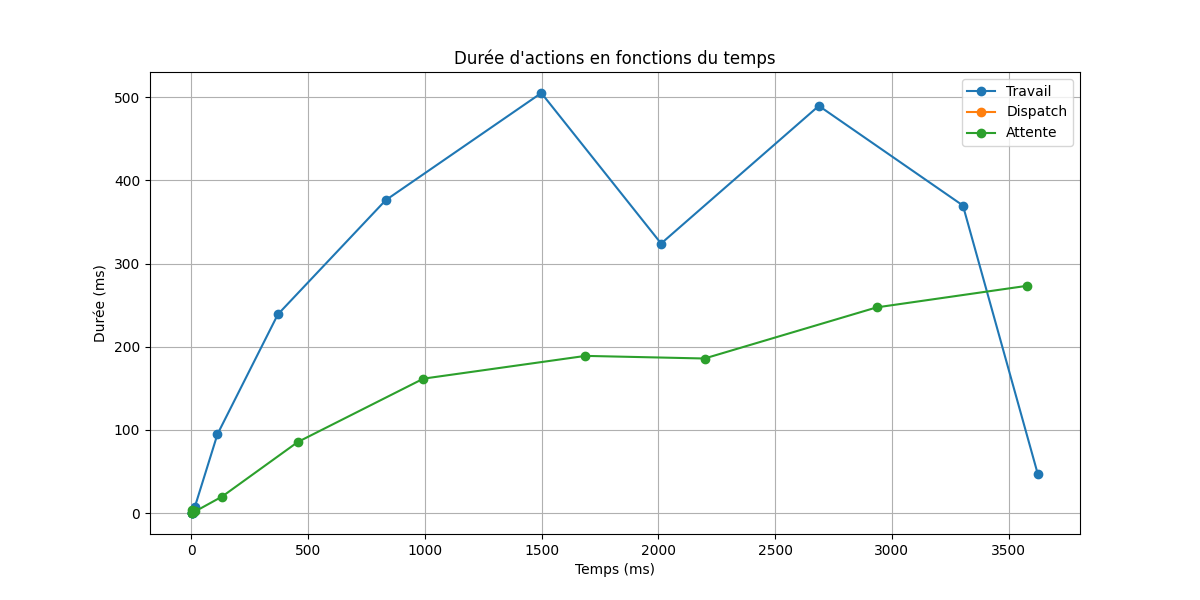 Durée d'actions en fonctions du temps
Travail
Dispatch
Attente
Durée (ms)
500
400
300
200
100
0
0 500 1000 1500 2000 2500 3000 3500
Temps (ms)